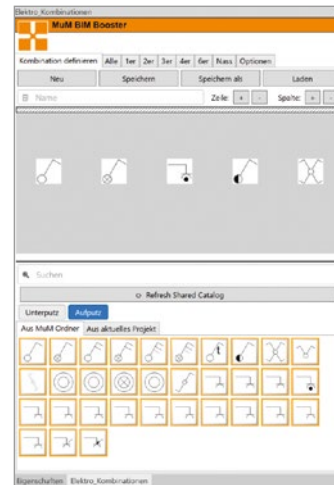 Elektro_Kombinationen
MuM BIM Booster
Kombination definieren Alle 1er 2er 3er 4er 6er Nass Optionen
Neu Speichern Speichern als Laden
Name Zeile: + - Spalte: + -
Suchen
Refresh Shared Catalog
Unterputz Aufputz
Aus MuM Ordner Aus aktuelles Projekt
t
Eigenschaften Elektro_Kombinationen